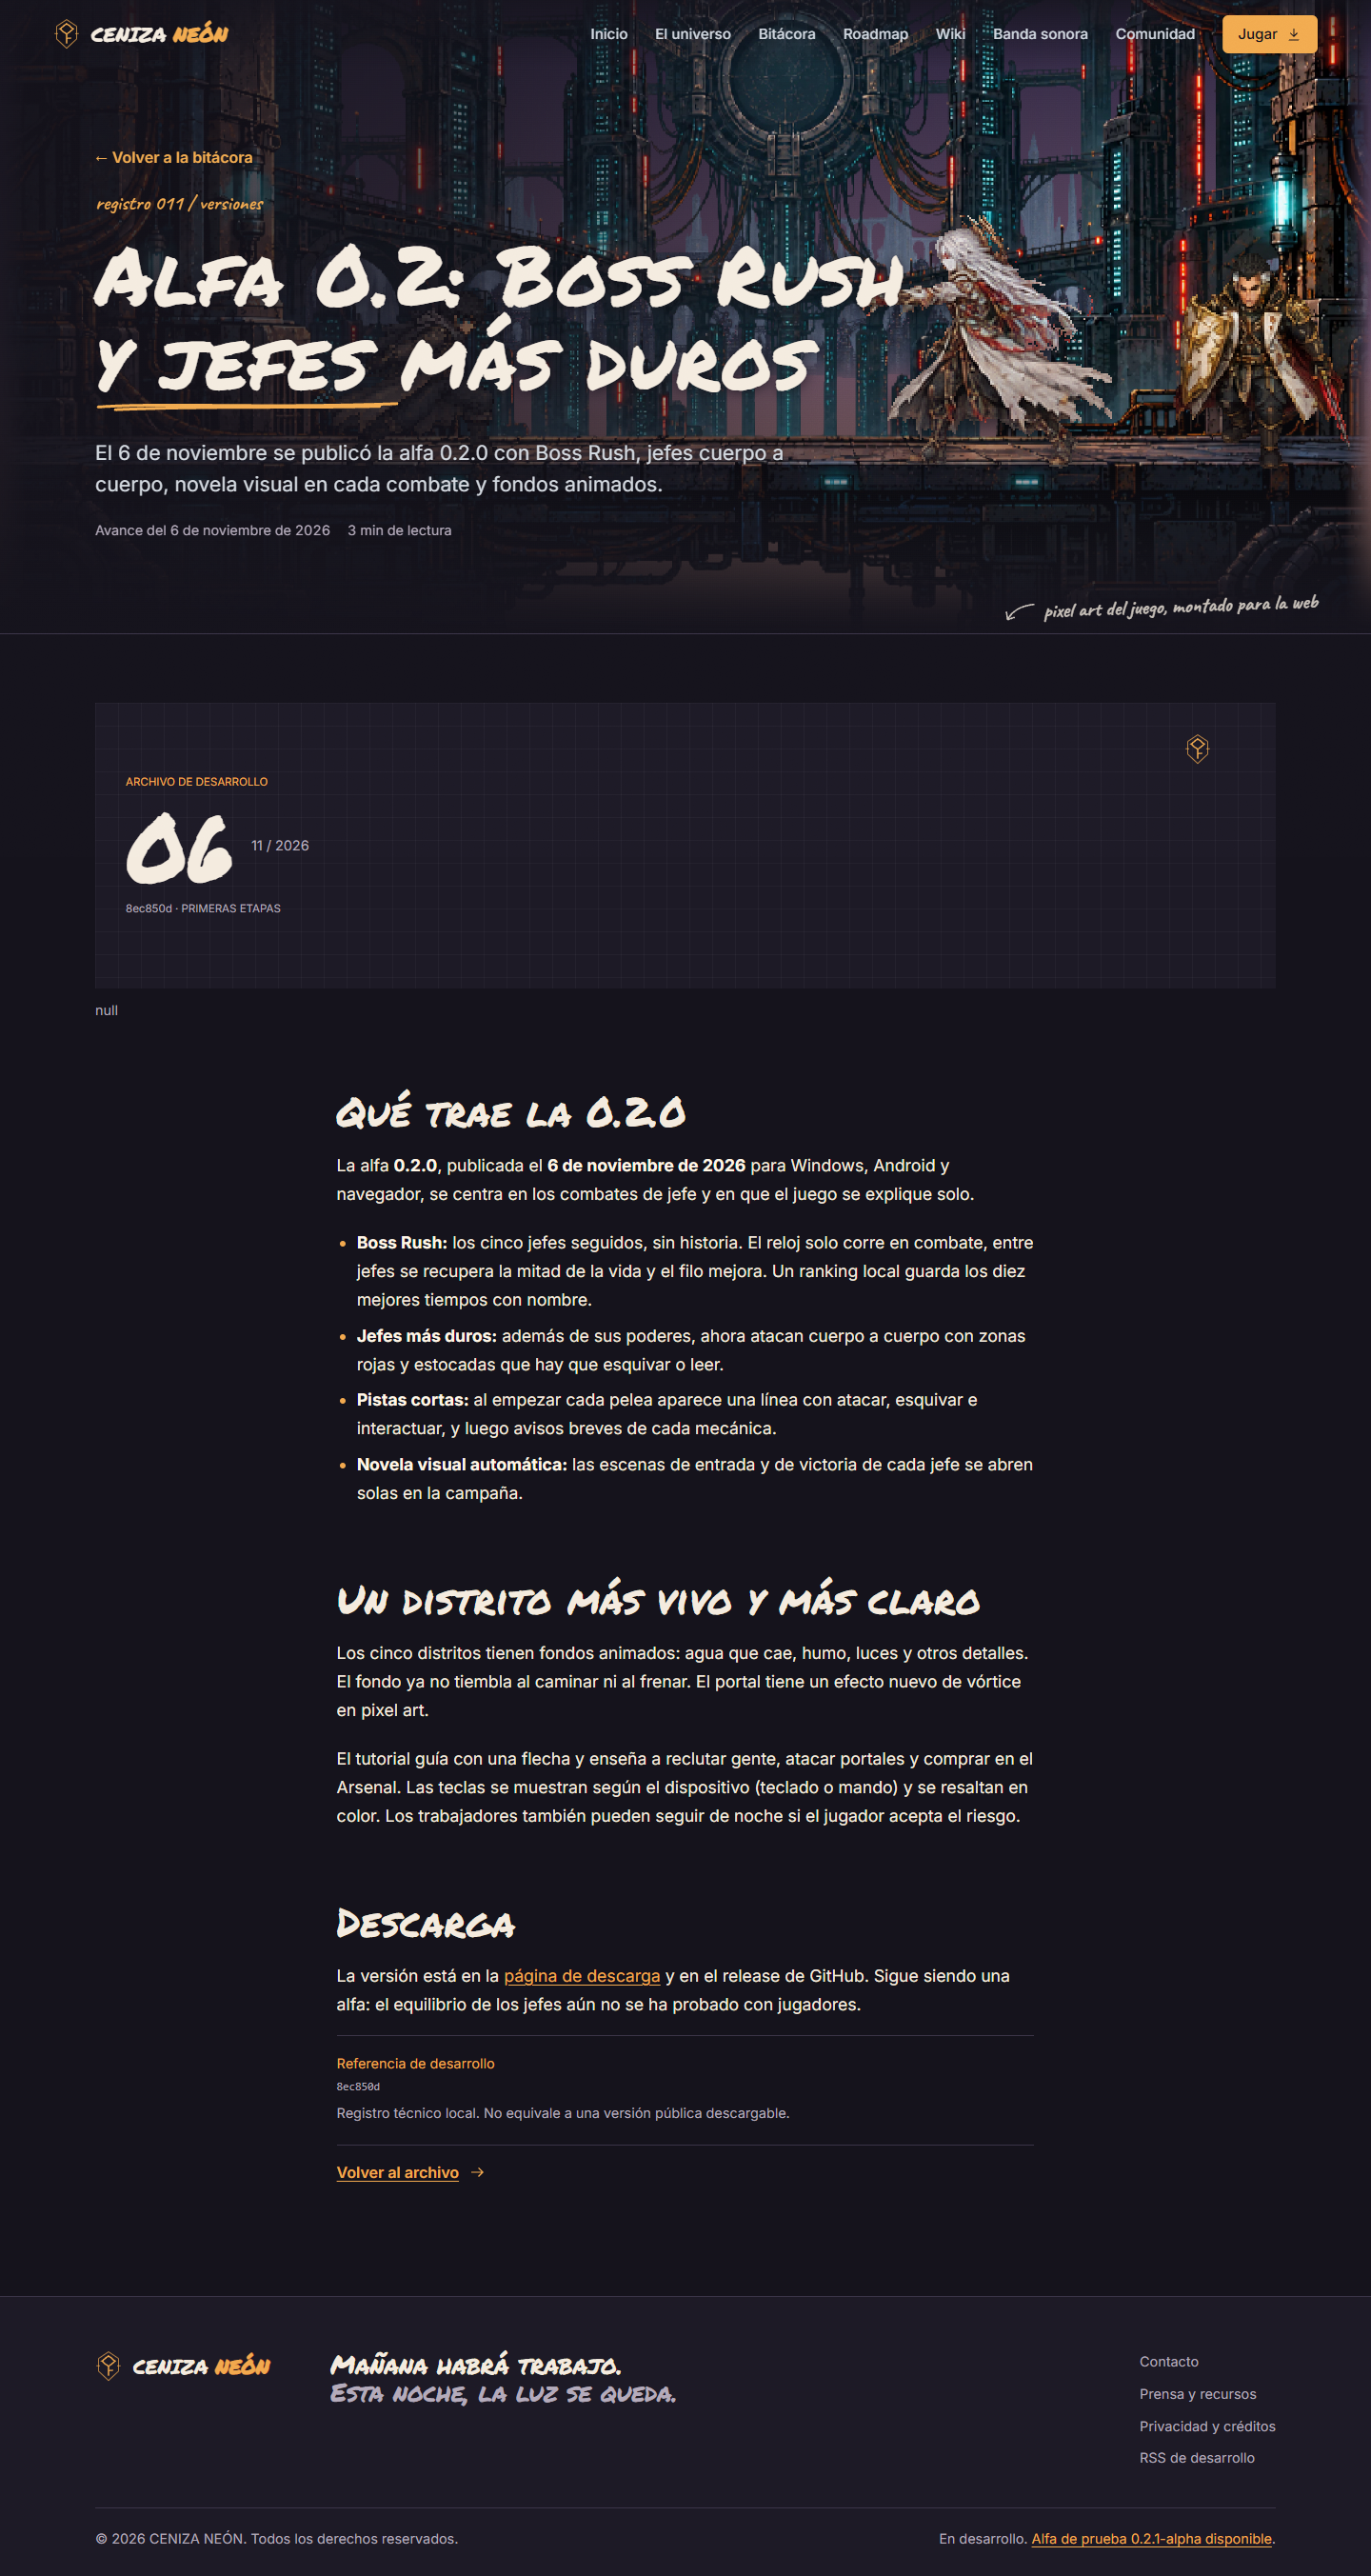 CENIZA NEÓN
Inicio
El universo
Bitácora
Roadmap
Wiki
Banda sonora
Comunidad
Jugar
← Volver a la bitácora
registro 011 / versiones
Alfa 0.2: Boss Rush
y jefes más duros
El 6 de noviembre se publicó la alfa 0.2.0 con Boss Rush, jefes cuerpo a
cuerpo, novela visual en cada combate y fondos animados.
Avance del 6 de noviembre de 2026 3 min de lectura
pixel art del juego, montado para la web
ARCHIVO DE DESARROLLO
06 11 / 2026
8ec850d · PRIMERAS ETAPAS
null
Qué trae la 0.2.0
La alfa 0.2.0, publicada el 6 de noviembre de 2026 para Windows, Android y
navegador, se centra en los combates de jefe y en que el juego se explique solo.
• Boss Rush: los cinco jefes seguidos, sin historia. El reloj solo corre en combate, entre
jefes se recupera la mitad de la vida y el filo mejora. Un ranking local guarda los diez
mejores tiempos con nombre.
• Jefes más duros: además de sus poderes, ahora atacan cuerpo a cuerpo con zonas
rojas y estocadas que hay que esquivar o leer.
• Pistas cortas: al empezar cada pelea aparece una línea con atacar, esquivar e
interactuar, y luego avisos breves de cada mecánica.
• Novela visual automática: las escenas de entrada y de victoria de cada jefe se abren
solas en la campaña.
Un distrito más vivo y más claro
Los cinco distritos tienen fondos animados: agua que cae, humo, luces y otros detalles.
El fondo ya no tiembla al caminar ni al frenar. El portal tiene un efecto nuevo de vórtice
en pixel art.
El tutorial guía con una flecha y enseña a reclutar gente, atacar portales y comprar en el
Arsenal. Las teclas se muestran según el dispositivo (teclado o mando) y se resaltan en
color. Los trabajadores también pueden seguir de noche si el jugador acepta el riesgo.
Descarga
La versión está en la página de descarga y en el release de GitHub. Sigue siendo una
alfa: el equilibrio de los jefes aún no se ha probado con jugadores.
Referencia de desarrollo
8ec850d
Registro técnico local. No equivale a una versión pública descargable.
Volver al archivo →
CENIZA NEÓN
Mañana habrá trabajo.
Esta noche, la luz se queda.
Contacto
Prensa y recursos
Privacidad y créditos
RSS de desarrollo
© 2026 CENIZA NEÓN. Todos los derechos reservados.
En desarrollo. Alfa de prueba 0.2.1-alpha disponible.